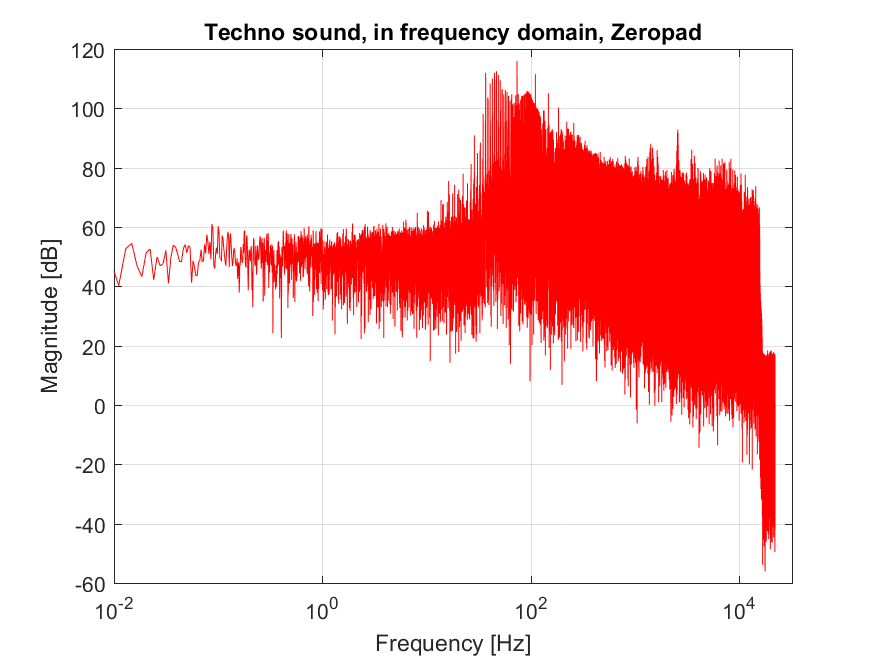 Techno sound, in frequency domain, Zeropad
120
100
80
60
40
20
0
-20
-40
-60
Magnitude [dB]
10^-2 10^0 10^2 10^4
Frequency [Hz]